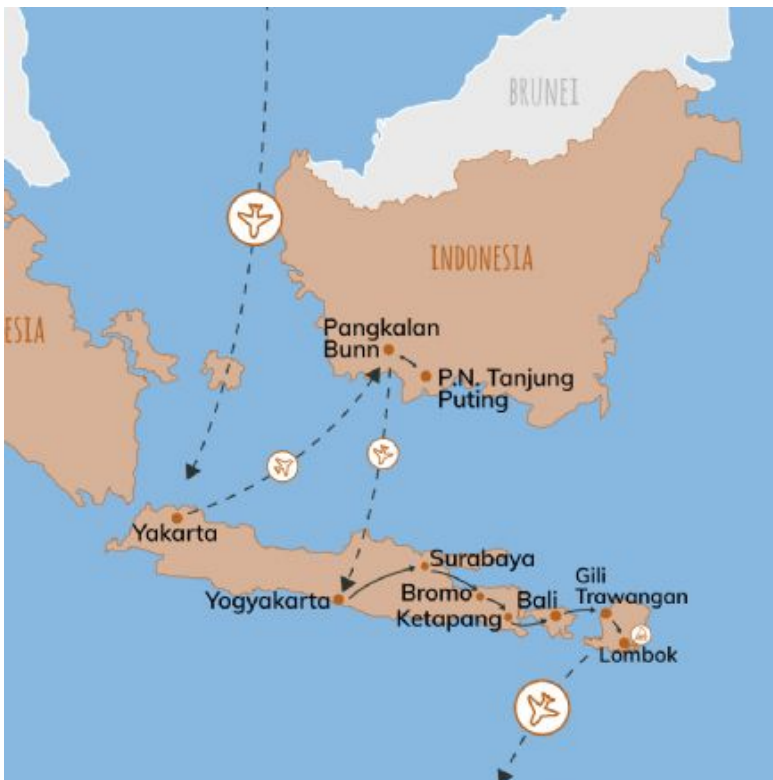 BRUNEI
INDONESIA
ESIA
Pangkalan
Bunn
P.N. Tanjung
Puting
Yakarta
Surabaya
Yogyakarta
Bromo
Ketapang
Bali
Gili
Trawangan
Lombok